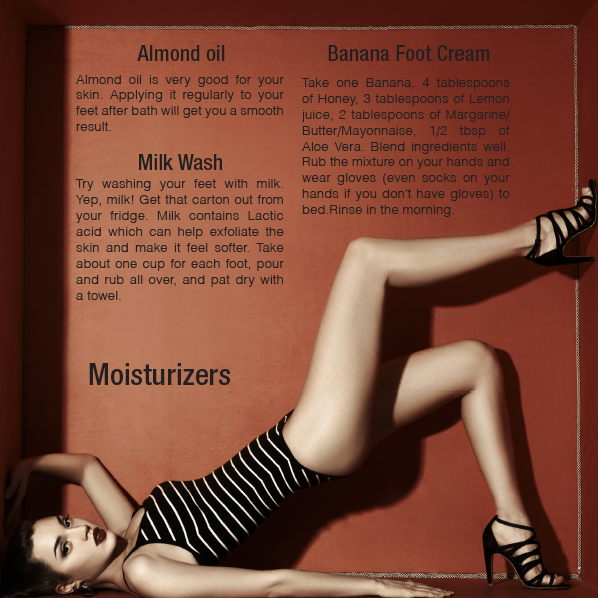 Almond oil
Almond oil is very good for your
skin. Applying it regularly to your
feet after bath will get you a smooth
result.
Milk Wash
Try washing your feet with milk.
Yep, milk! Get that carton out from
your fridge. Milk contains Lactic
acid which can help exfoliate the
skin and make it feel softer. Take
about one cup for each foot, pour
and rub all over, and pat dry with
a towel.
Banana Foot Cream
Take one Banana, 4 tablespoons
of Honey, 3 tablespoons of Lemon
juice, 2 tablespoons of Margarine/
Butter/Mayonnaise, 1/2 tbsp of
Aloe Vera. Blend ingredients well.
Rub the mixture on your hands and
wear gloves (even socks on your
hands if you don't have gloves) to
bed.Rinse in the morning.
Moisturizers